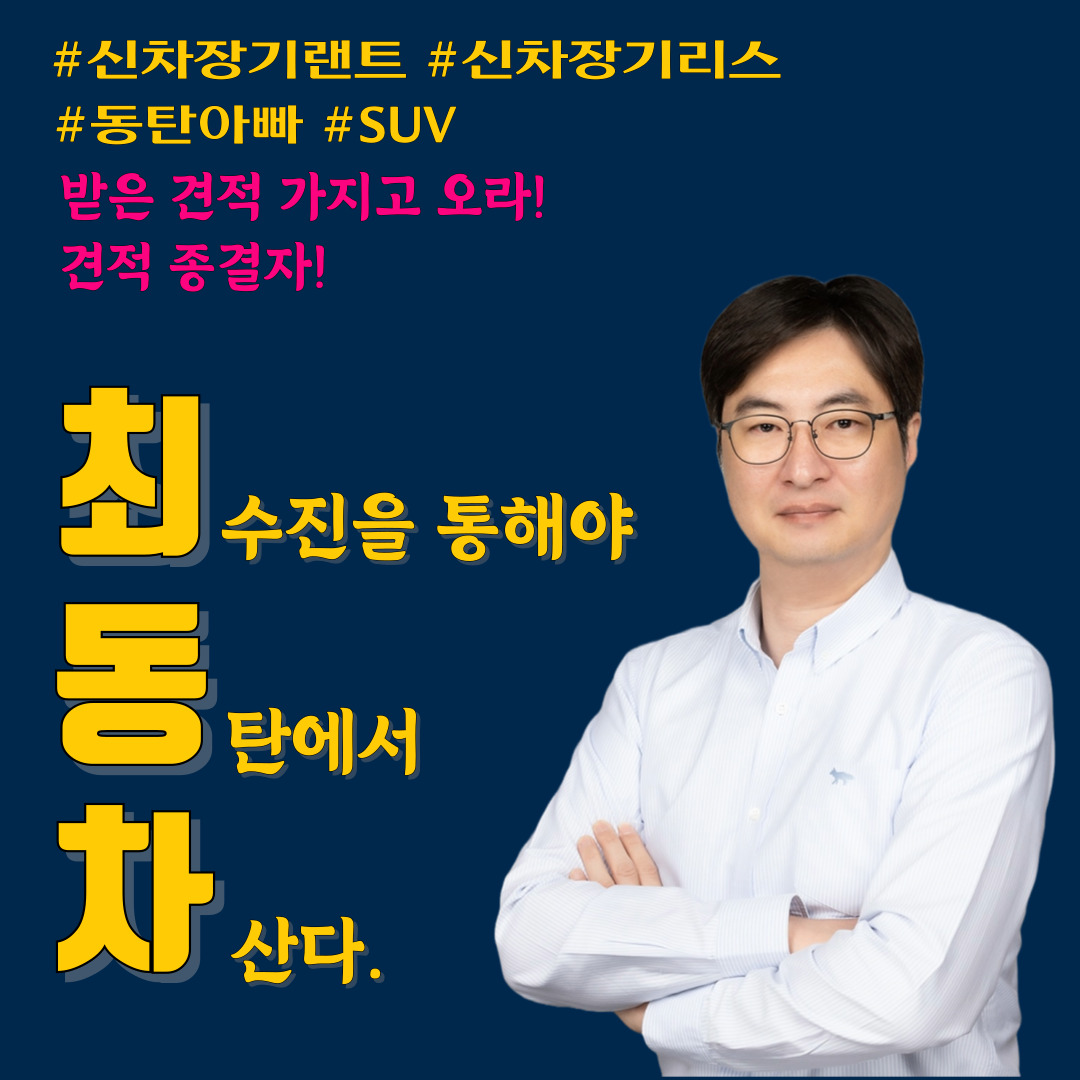 #신차장기랜트 #신차장기리스
#동탄아빠 #SUV
받은 견적 가지고 오라!
견적 종결자!
최수진을 통해야
동탄에서
차산다.